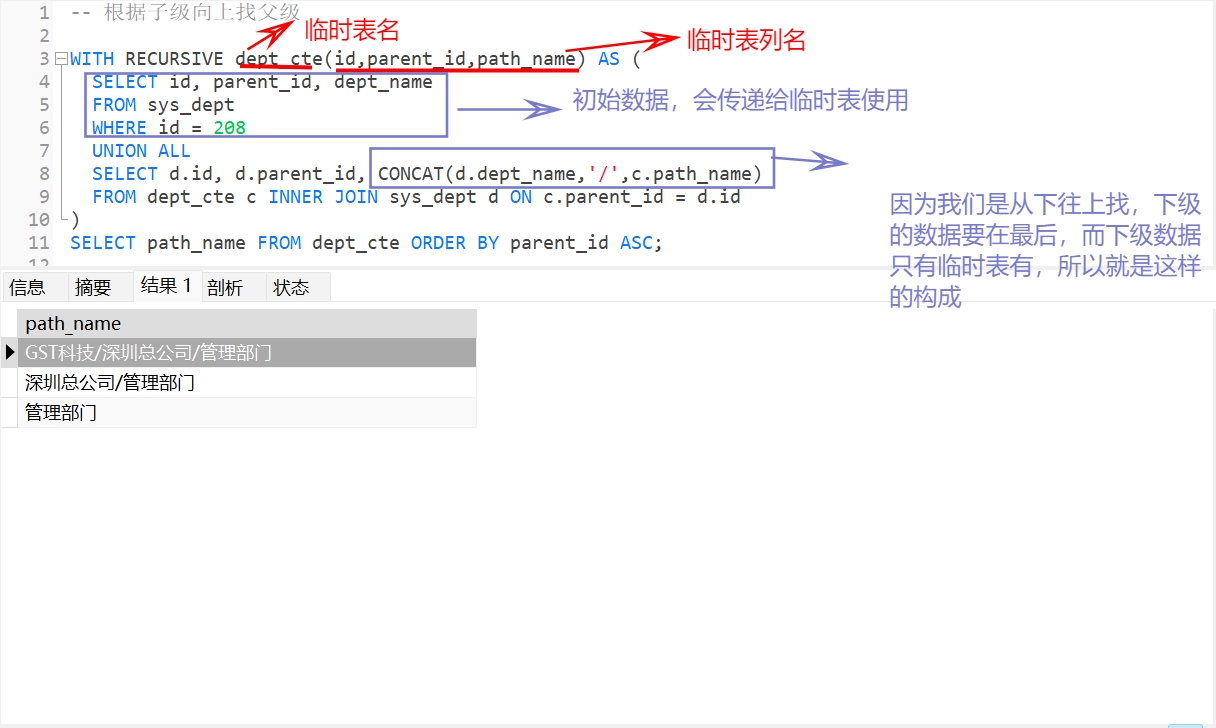 1 -- 根据子级向上找父级
临时表名
2
临时表列名
3 WITH RECURSIVE dept_cte(id,parent_id,path_name) AS (
4 SELECT id, parent_id, dept_name
初始数据，会传递给临时表使用
5 FROM sys_dept
6 WHERE id = 208
7 UNION ALL
8 SELECT d.id, d.parent_id, CONCAT(d.dept_name,'/',c.path_name)
9 FROM dept_cte c INNER JOIN sys_dept d ON c.parent_id = d.id
10 )
11 SELECT path_name FROM dept_cte ORDER BY parent_id ASC;
12
因为我们是从下往上找，下级
的数据要在最后，而下级数据
只有临时表有，所以就是这样
的构成
信息 摘要 结果 1 剖析 状态
path_name
GST科技/深圳总公司/管理部门
深圳总公司/管理部门
管理部门